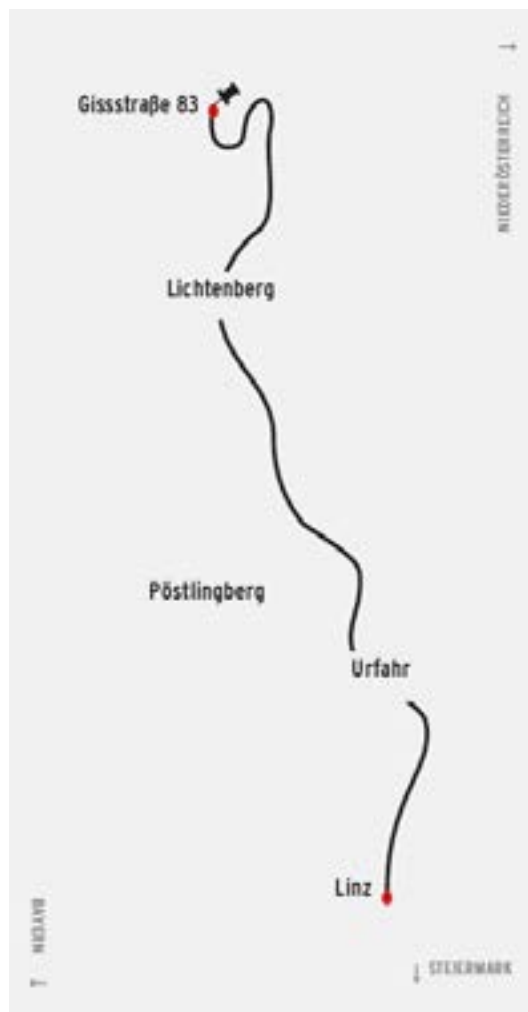 Gissstraße 83
NIEDERÖSTERREICH
Lichtenberg
Pöstlingberg
Urfahr
Linz
BAYERN
STEIERMARK